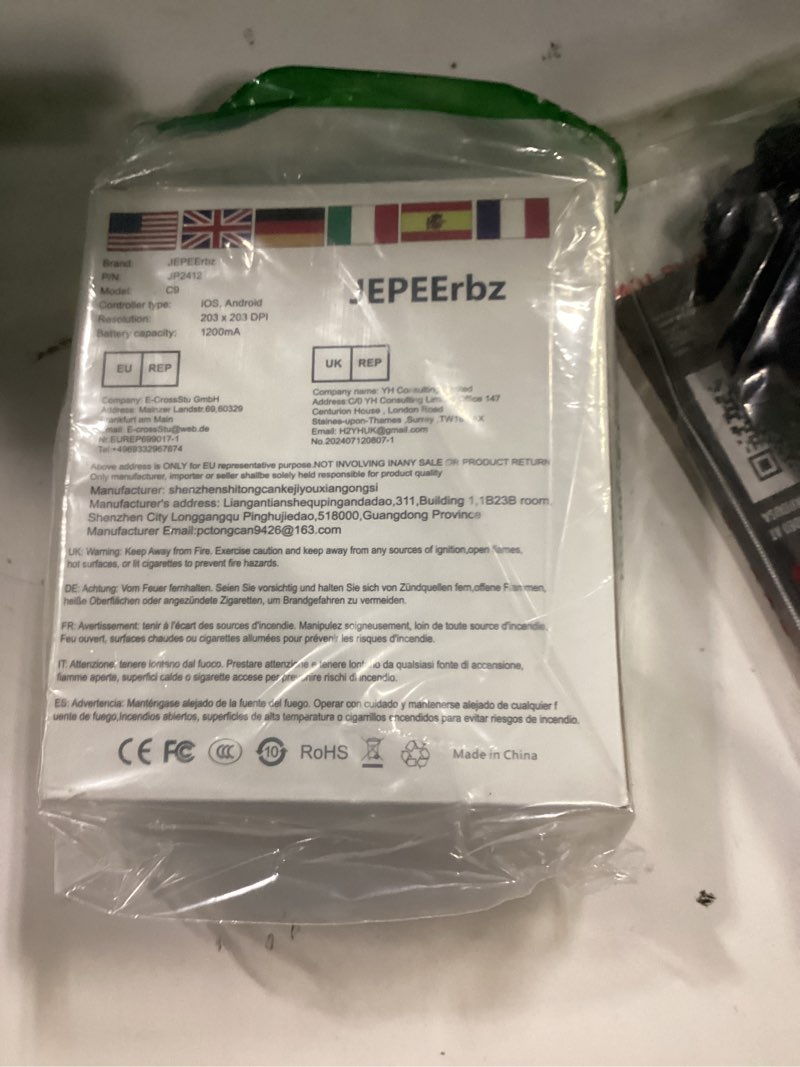 Brand: JEPEErbz
P/N: JP2412
Model: C9
Controller type: iOS, Android
Resolution: 203 x 203 DPI
Battery capacity: 1200mA
JEPEErbz
EU REP
Company: E-CrossStu GmbH
Address: Mainzer Landstr.69,60329
Frankfurt am Main
Email: E-crossStu@web.de
Nr.EUREP699017-1
Tel:+4969332967674
UK REP
Company name: YH Consulting Limited
Address:C/0 YH Consulting Office 147
Centurion House , London Road
Staines-upon-Thames ,Surrey
Email: H2YHUK@gmail.com
No.202407120807-1
Above address is ONLY for EU representative purpose.NOT INVOLVING INANY SALE OR PRODUCT RETURN
Only manufacturer, importer or seller shailbe solely held responsible for product quality
Manufacturer: shenzhenshitongcankejiyouxiangongsi
Manufacturer's address: Liangantianshequpingandadao,311,Building 1,1B23B room,
Shenzhen City Longgangqu Pinghujiedao,518000,Guangdong Province
Manufacturer Email:pctongcan9426@163.com
UK: Warning: Keep Away from Fire. Exercise caution and keep away from any sources of ignition,open flames,
hot surfaces, or lit cigarettes to prevent fire hazards.
DE: Achtung: Vom Feuer fernhalten. Seien Sie vorsichtig und halten Sie sich von Zündquellen fern,offene Flammen,
heiße Oberflächen oder angezündete Zigaretten, um Brandgefahren zu vermeiden.
FR: Avertissement: tenir à l'écart des sources d'incendie. Manipulez soigneusement, loin de toute source d'incendie.
Feu ouvert, surfaces chaudes ou cigarettes allumées pour prévenir les risques d'incendie.
IT: Attenzione: tenere lontano dal fuoco. Prestare attenzione e tenere lontano da qualsiasi fonte di accensione,
fiamme aperte, superfici calde o sigarette accese per prevenire rischi di incendio.
ES: Advertencia: Manténgase alejado de la fuente del fuego. Operar con cuidado y mantenerse alejado de cualquier f
uente de fuego,Incendios abiertos, superficies de alta temperatura o cigarrillos encendidos para evitar riesgos de incendio.
CE FC CCC 10 RoHS Made in China